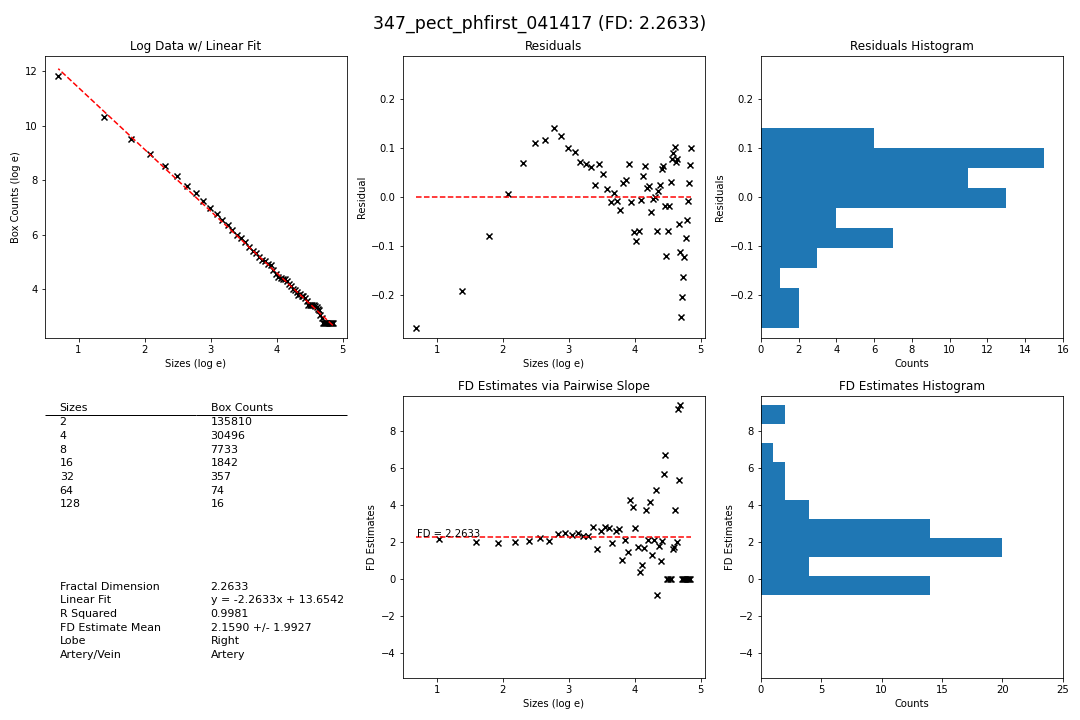 347_pect_phfirst_041417 (FD: 2.2633)
Log Data w/ Linear Fit
Box Counts (log e)
12
10
8
6
4
1 2 3 4 5
Sizes (log e)
Residuals
Residual
0.2
0.1
0.0
−0.1
−0.2
1 2 3 4 5
Sizes (log e)
Residuals Histogram
Residuals
0.2
0.1
0.0
−0.1
−0.2
0 2 4 6 8 10 12 14 16
Counts
Sizes Box Counts
2 135810
4 30496
8 7733
16 1842
32 357
64 74
128 16
Fractal Dimension 2.2633
Linear Fit y = -2.2633x + 13.6542
R Squared 0.9981
FD Estimate Mean 2.1590 +/- 1.9927
Lobe Right
Artery/Vein Artery
FD Estimates via Pairwise Slope
FD Estimates
8
6
4
2
0
−2
−4
FD = 2.2633
1 2 3 4 5
Sizes (log e)
FD Estimates Histogram
FD Estimates
8
6
4
2
0
−2
−4
0 5 10 15 20 25
Counts